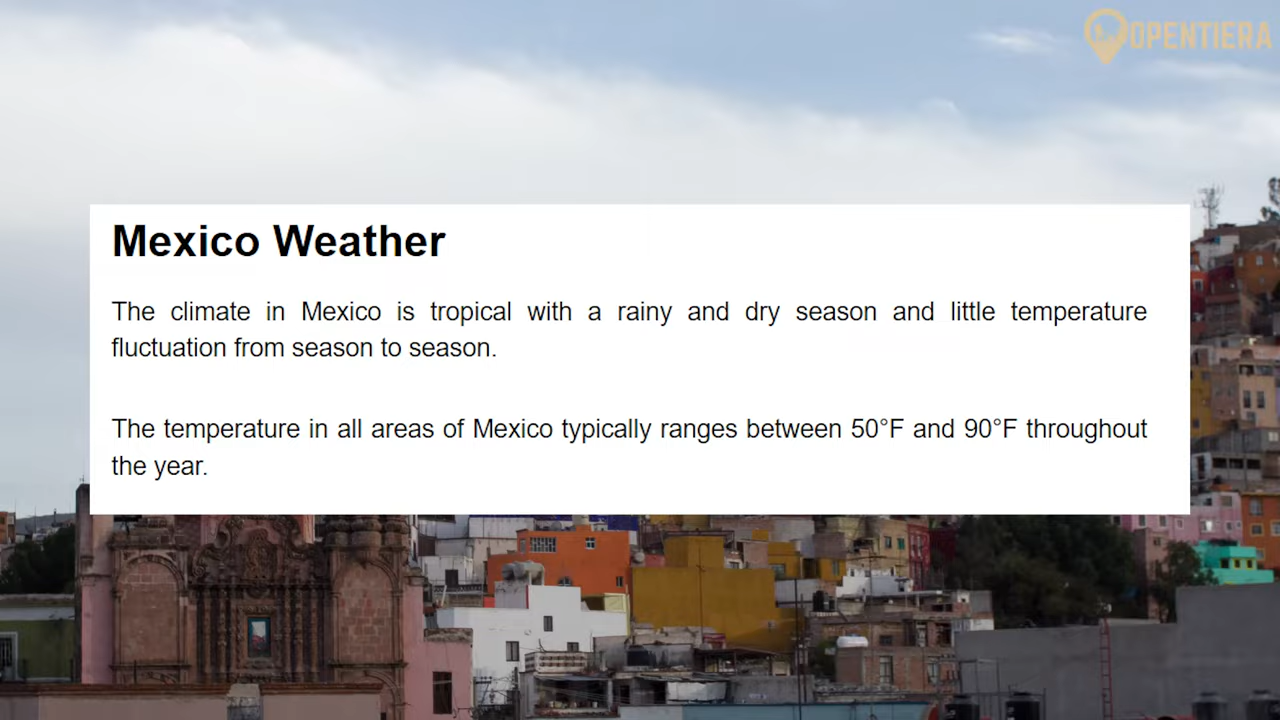 OPENTIERA
Mexico Weather
The climate in Mexico is tropical with a rainy and dry season and little temperature
fluctuation from season to season.
The temperature in all areas of Mexico typically ranges between 50°F and 90°F throughout
the year.